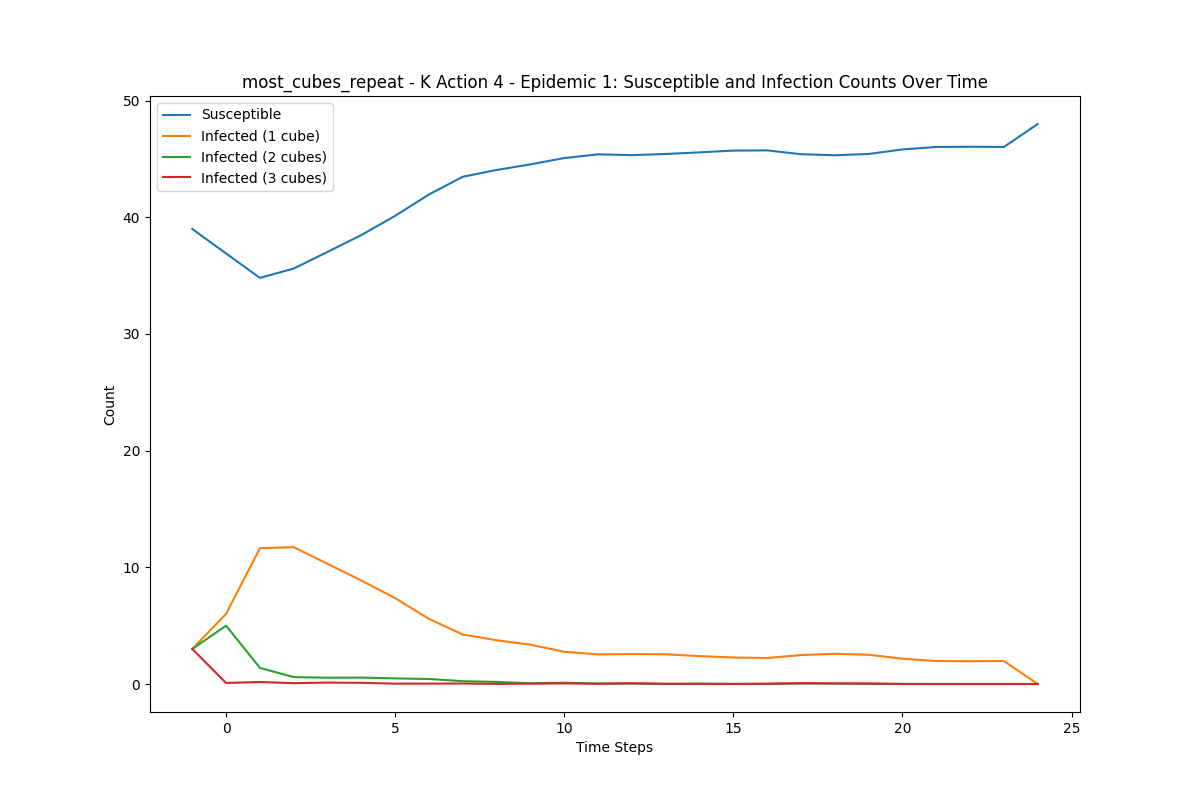 most_cubes_repeat - K Action 4 - Epidemic 1: Susceptible and Infection Counts Over Time
Susceptible
Infected (1 cube)
Infected (2 cubes)
Infected (3 cubes)
50
40
30
20
10
0
Count
0 5 10 15 20 25
Time Steps